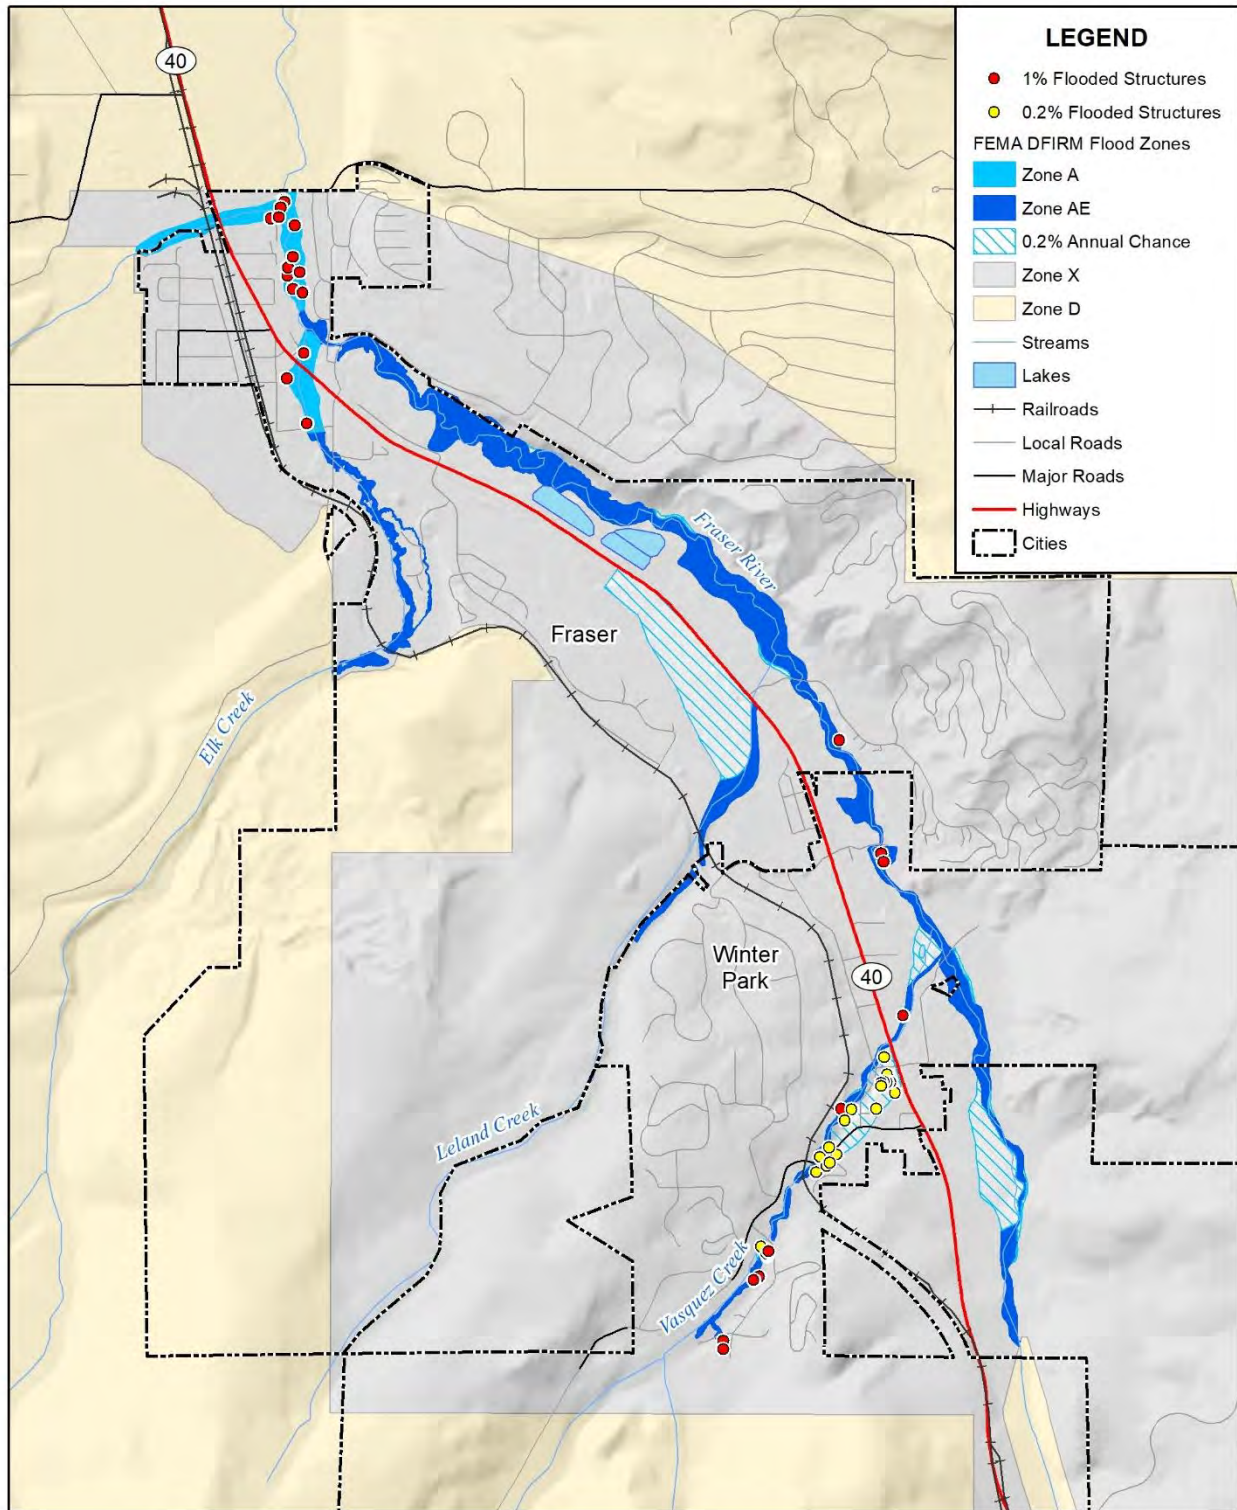 40
LEGEND
1% Flooded Structures
0.2% Flooded Structures
FEMA DFIRM Flood Zones
Zone A
Zone AE
0.2% Annual Chance
Zone X
Zone D
Streams
Lakes
Railroads
Local Roads
Major Roads
Highways
Cities
Fraser River
Fraser
Elk Creek
Winter
Park
40
Leland Creek
Vasquez Creek